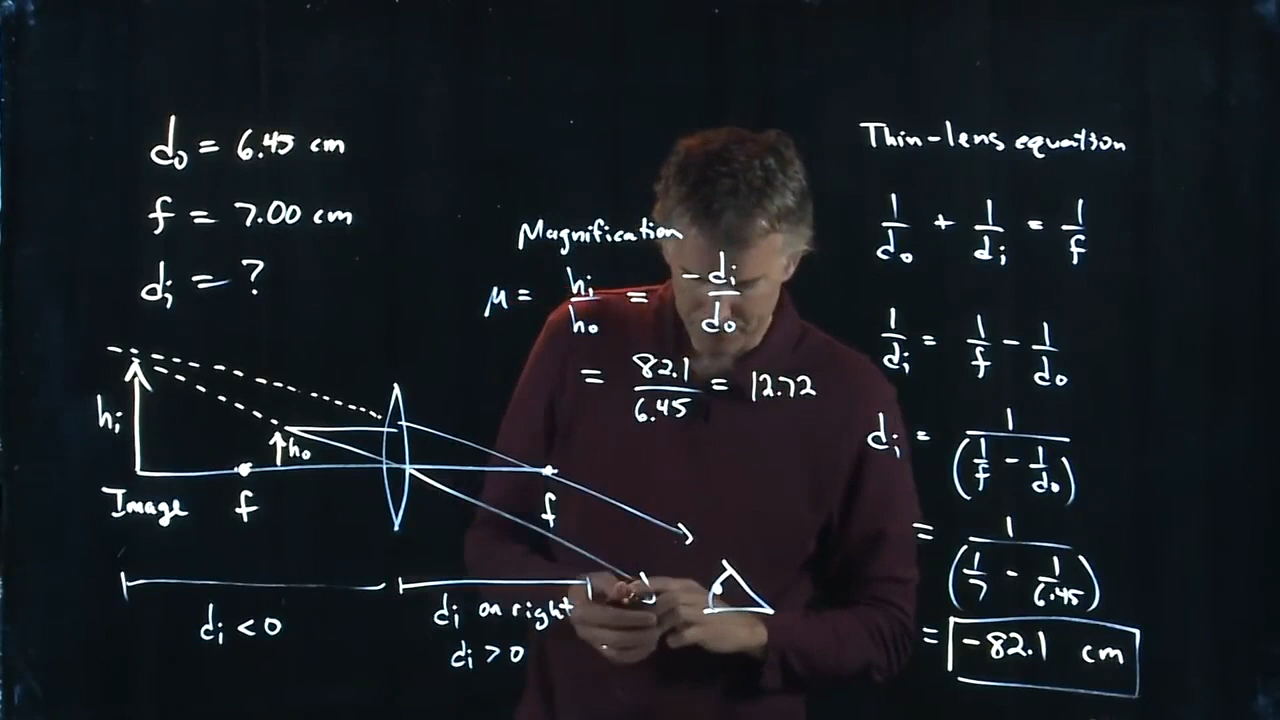 d₀ = 6.45 cm
f = 7.00 cm
dᵢ = ?
hᵢ
h₀
Image
f
f
dᵢ < 0
dᵢ on right
dᵢ > 0
Magnification
M = hᵢ/h₀ = -dᵢ/d₀
= 82.1/6.45 = 12.72
Thin-lens equation
1/d₀ + 1/dᵢ = 1/f
1/dᵢ = 1/f - 1/d₀
dᵢ = 1/(1/f - 1/d₀)
= 1/(1/7 - 1/6.45)
= -82.1 cm